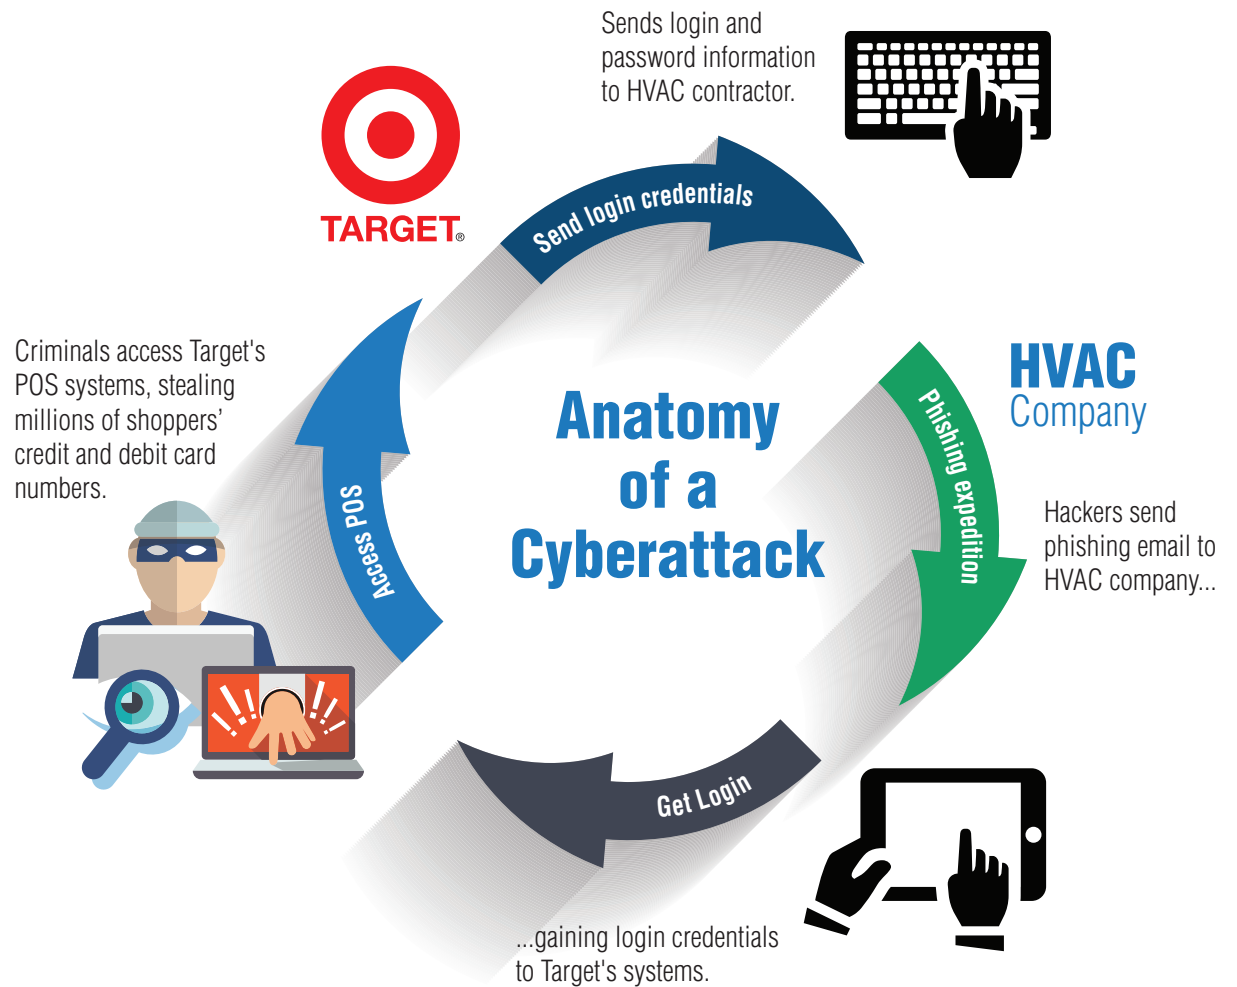 Sends login and
password information
to HVAC contractor.
TARGET®
Send login credentials
HVAC
Company
Phishing expedition
Hackers send
phishing email to
HVAC company...
Anatomy
of a
Cyberattack
Criminals access Target's
POS systems, stealing
millions of shoppers’
credit and debit card
numbers.
Access POS
Get Login
...gaining login credentials
to Target's systems.